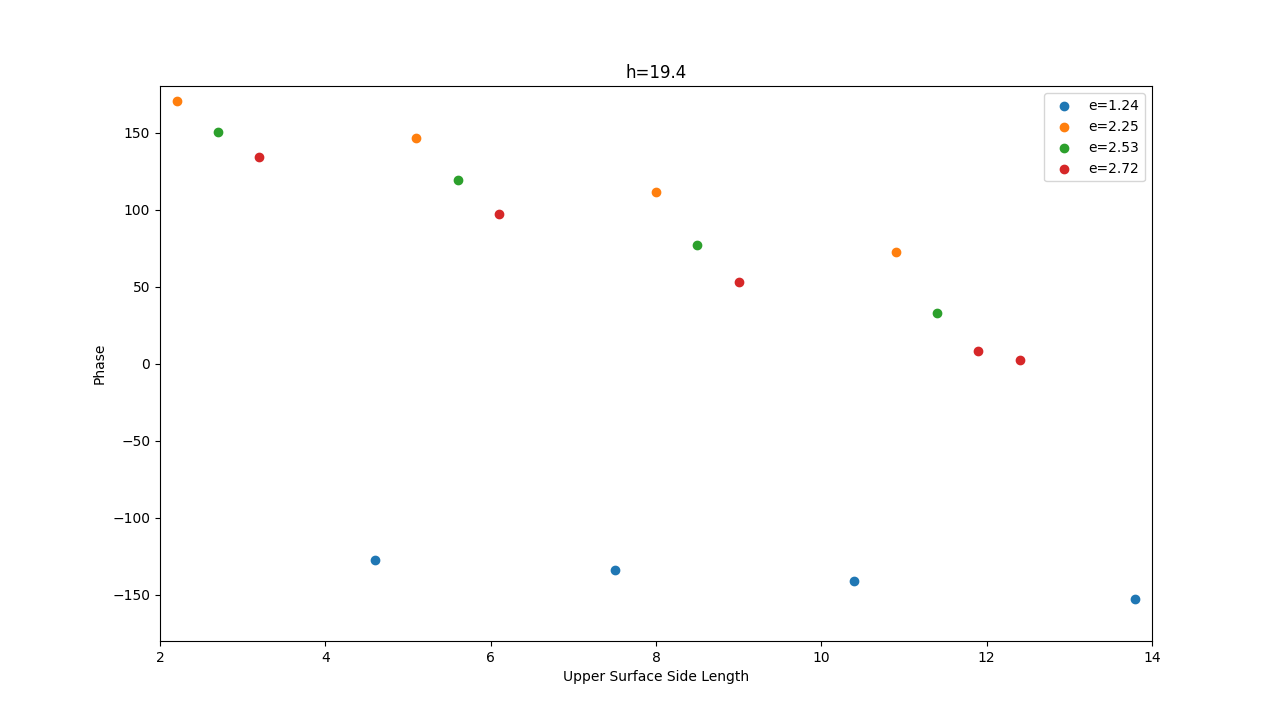 h=19.4
e=1.24
e=2.25
e=2.53
e=2.72
150
100
50
0
−50
−100
−150
Phase
2 4 6 8 10 12 14
Upper Surface Side Length